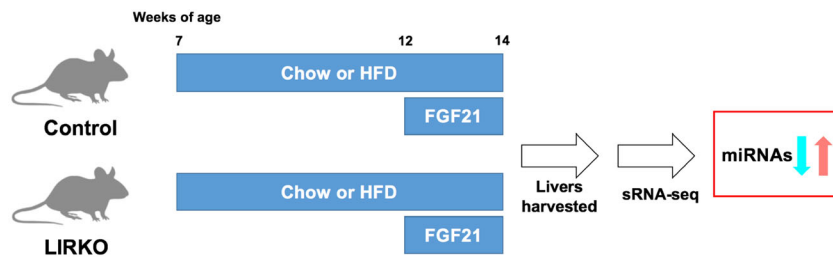 Weeks of age
7 12 14
Chow or HFD
FGF21
Control
Chow or HFD
FGF21
LIRKO
Livers
harvested
sRNA-seq
miRNAs